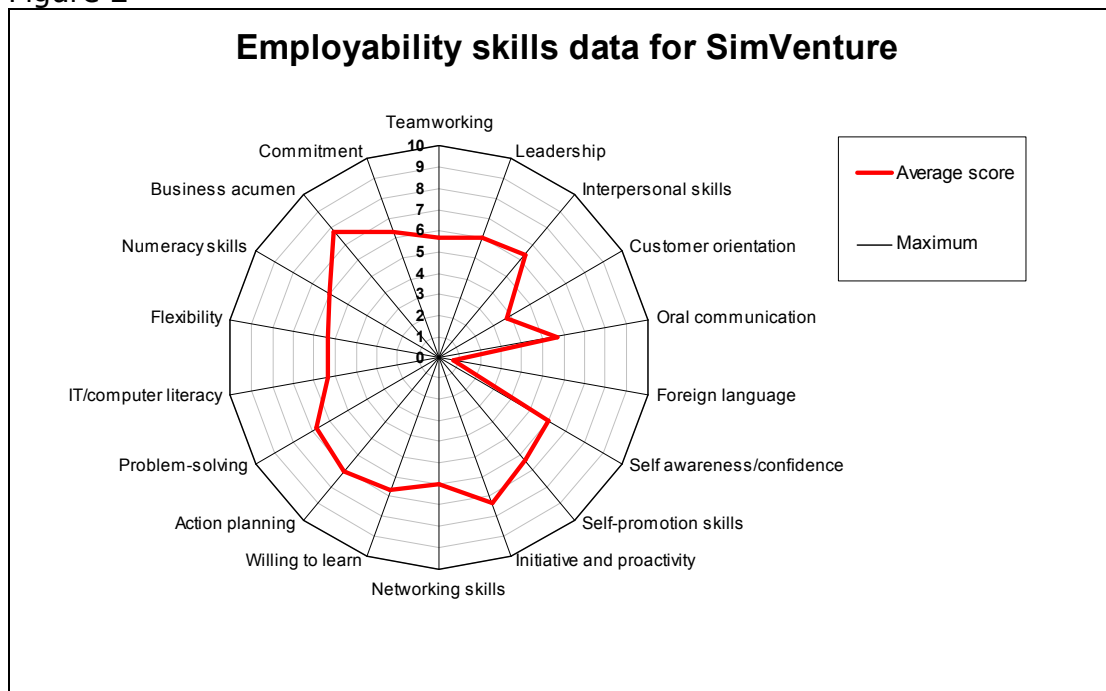 Employability skills data for SimVenture
Teamworking
Commitment
Leadership
Business acumen
Interpersonal skills
Numeracy skills
Customer orientation
Flexibility
Oral communication
IT/computer literacy
Foreign language
Problem-solving
Self awareness/confidence
Action planning
Self-promotion skills
Willing to learn
Initiative and proactivity
Networking skills
10
9
8
7
6
5
4
3
2
1
0
Average score
Maximum